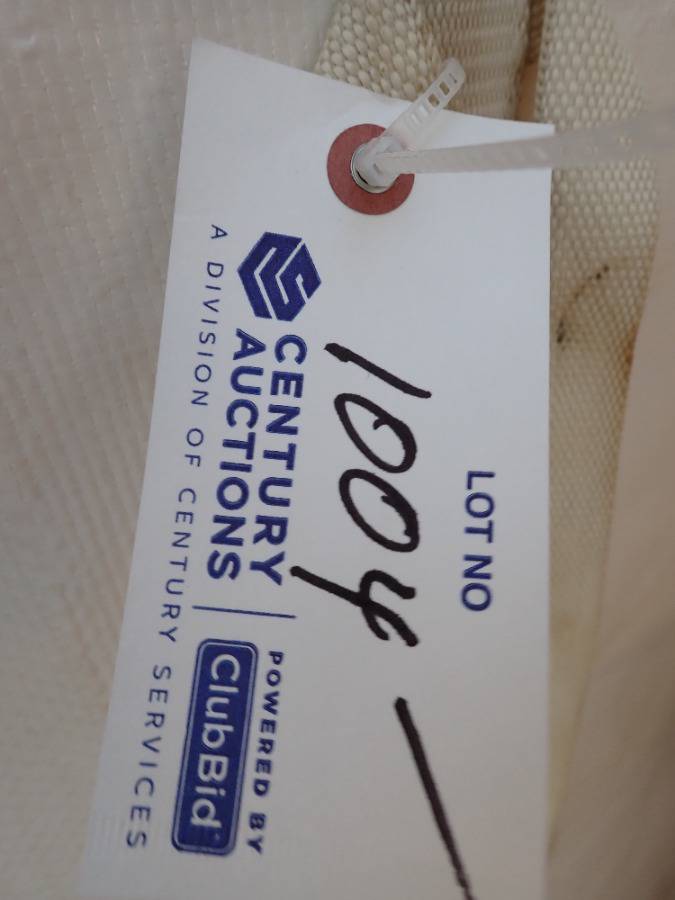 LOT NO
1004 —
CENTURY
AUCTIONS
POWERED BY
ClubBid
A DIVISION OF CENTURY SERVICES